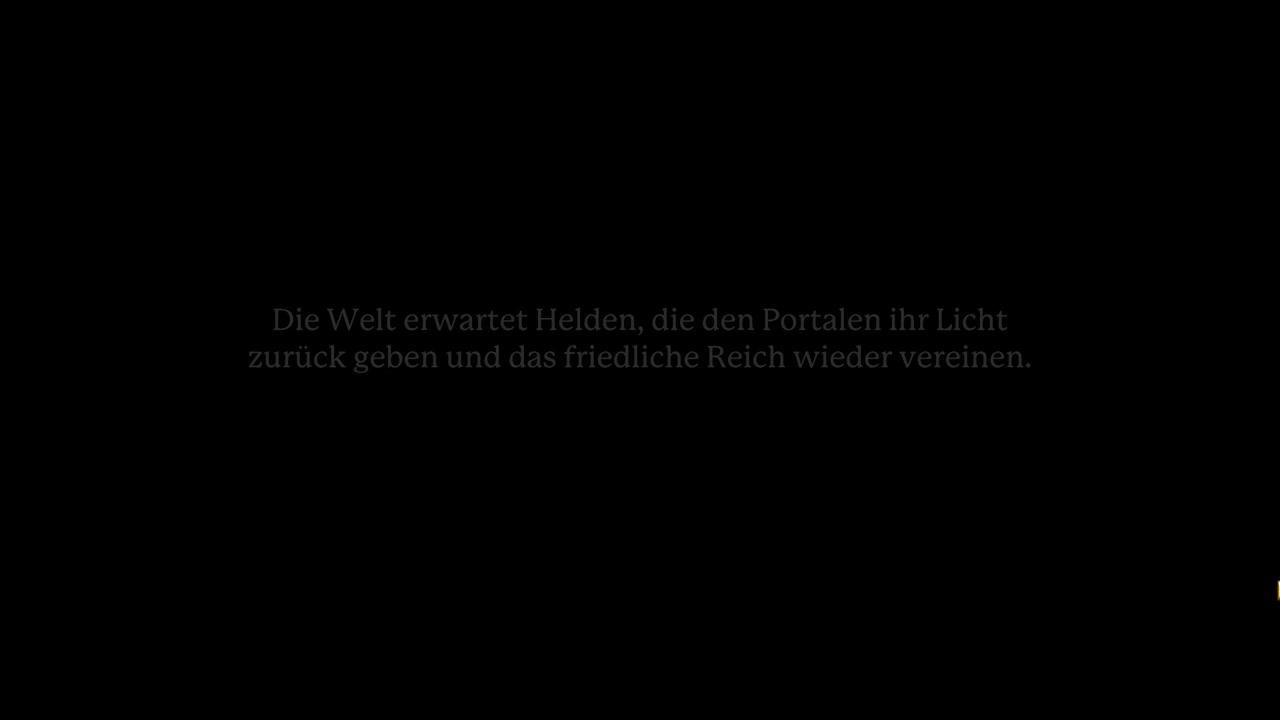 Die Welt erwartet Helden, die den Portalen ihr Licht
zurück geben und das friedliche Reich wieder vereinen.